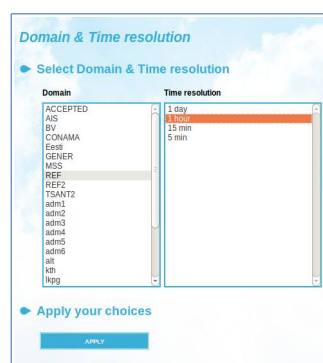 Domain & Time resolution
Select Domain & Time resolution
Domain
Time resolution
ACCEPTED
AIS
BV
CONAMA
Eesti
GENER
MSS
REF
REF2
TSANT2
adm1
adm2
adm3
adm4
adm5
adm6
alt
kth
lkpg
1 day
1 hour
15 min
5 min
Apply your choices
APPLY